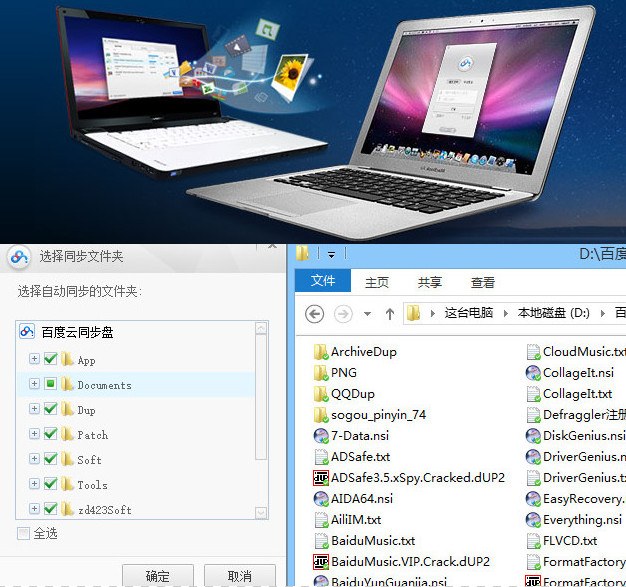 MacBook Air
选择同步文件夹
选择自动同步的文件夹:
百度云同步盘
App
Documents
Dup
Patch
Soft
Tools
zd423Soft
全选
确定
取消
D:\百度
文件
主页
共享
查看
这台电脑
本地磁盘 (D:)
百
ArchiveDup
PNG
QQDup
sogou_pinyin_74
7-Data.nsi
ADSafe.txt
ADSafe3.5.xSpy.Cracked.dUP2
AIDA64.nsi
AiliIM.txt
BaiduMusic.txt
BaiduMusic.VIP.Crack.dUP2
BaiduYunGuanjia.nsi
CloudMusic.txt
CollageIt.nsi
CollageIt.txt
Defraggler注册
DiskGenius.nsi
DriverGenius.n
DriverGenius.tx
EasyRecovery.
Everything.nsi
FLVCD.txt
FormatFactory
FormatFactory